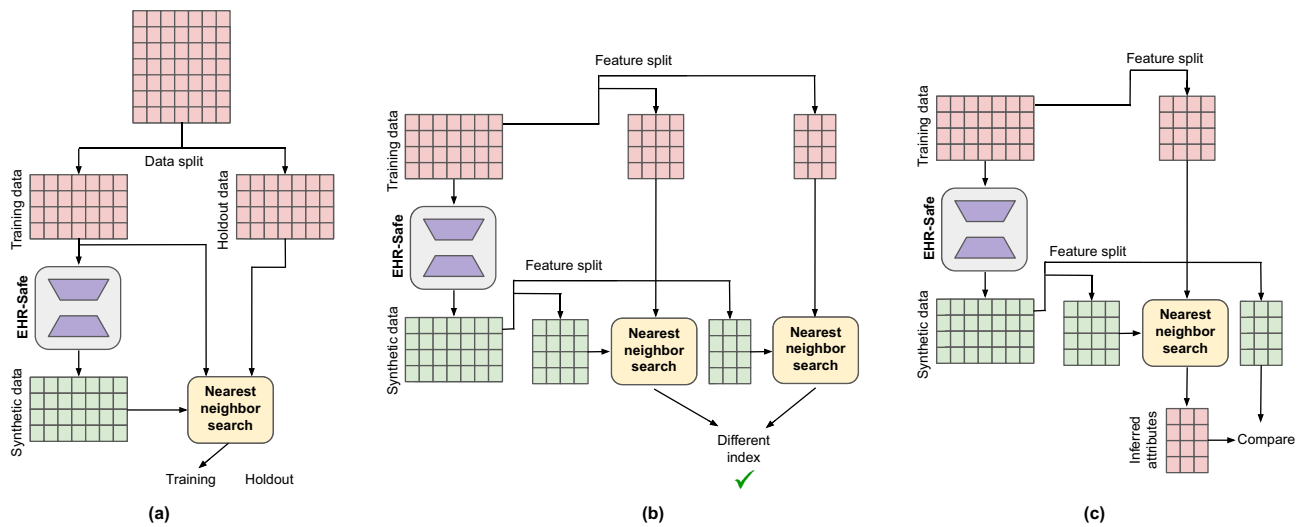 Data split
Training data
Holdout data
EHR-Safe
Synthetic data
Nearest
neighbor
search
Training
Holdout
(a)
Feature split
Training data
EHR-Safe
Feature split
Synthetic data
Nearest
neighbor
search
Nearest
neighbor
search
Different
index
(b)
Feature split
Training data
EHR-Safe
Feature split
Synthetic data
Nearest
neighbor
search
Inferred
attributes
Compare
(c)